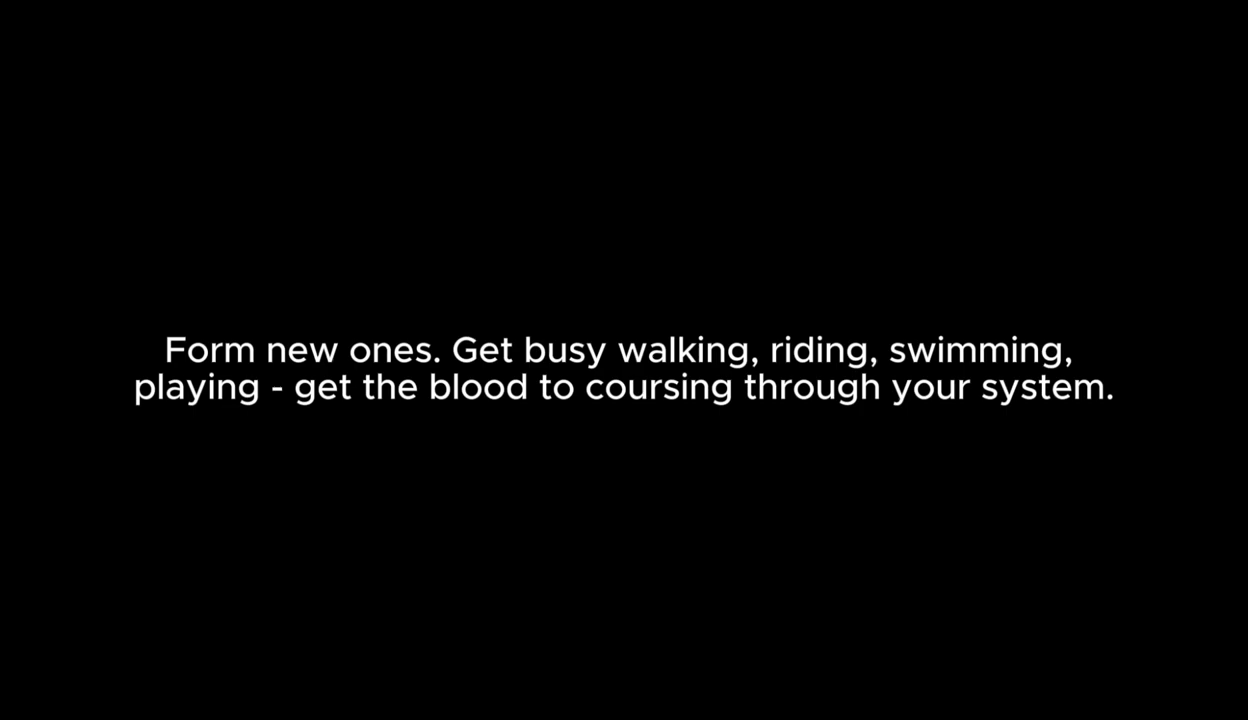 Form new ones. Get busy walking, riding, swimming,
playing - get the blood to coursing through your system.